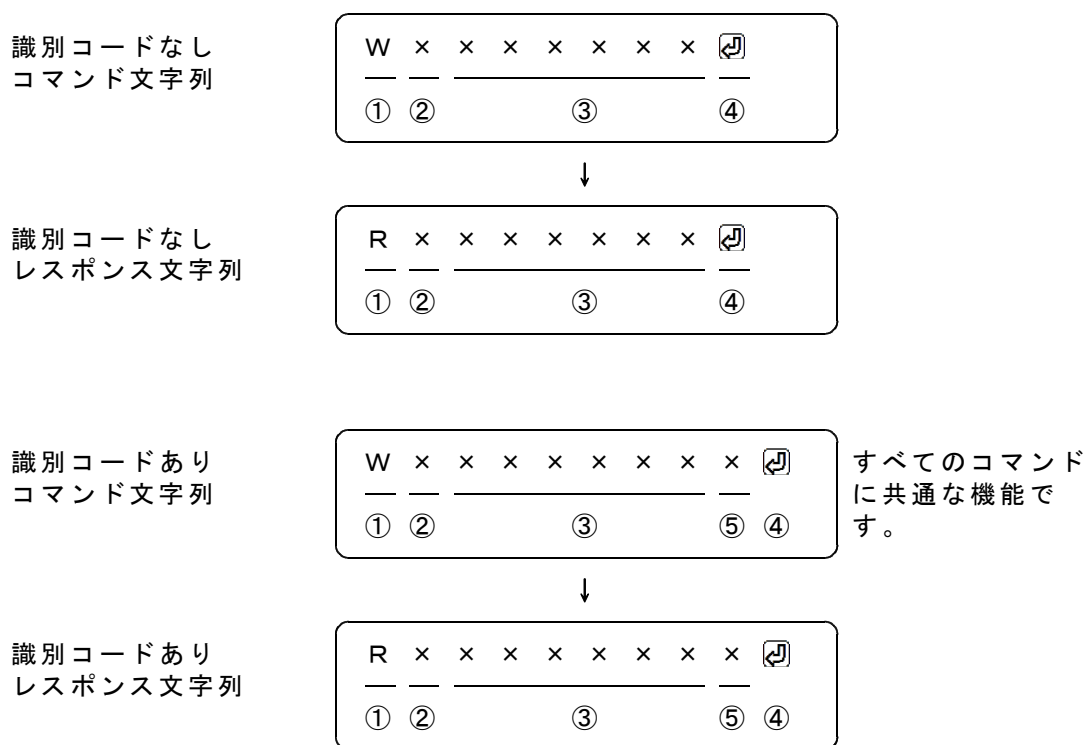 識別コードなし
コマンド文字列
W × × × × × × × ⏎
① ② ③ ④
↓
識別コードなし
レスポンス文字列
R × × × × × × × ⏎
① ② ③ ④
識別コードあり
コマンド文字列
W × × × × × × × × ⏎
① ② ③ ⑤ ④
すべてのコマンド
に共通な機能で
す。
↓
識別コードあり
レスポンス文字列
R × × × × × × × × ⏎
① ② ③ ⑤ ④